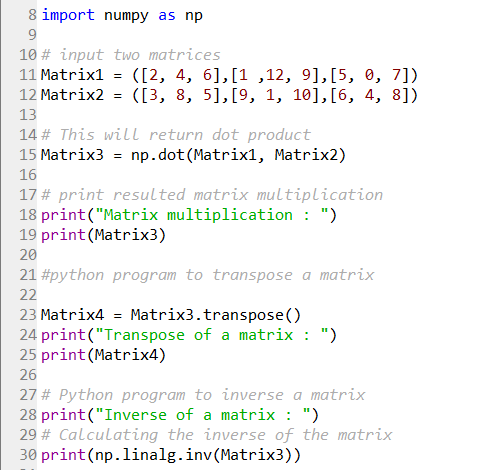 8 import numpy as np
9
10 # input two matrices
11 Matrix1 = ([2, 4, 6],[1 ,12, 9],[5, 0, 7])
12 Matrix2 = ([3, 8, 5],[9, 1, 10],[6, 4, 8])
13
14 # This will return dot product
15 Matrix3 = np.dot(Matrix1, Matrix2)
16
17 # print resulted matrix multiplication
18 print("Matrix multiplication : ")
19 print(Matrix3)
20
21 #python program to transpose a matrix
22
23 Matrix4 = Matrix3.transpose()
24 print("Transpose of a matrix : ")
25 print(Matrix4)
26
27 # Python program to inverse a matrix
28 print("Inverse of a matrix : ")
29 # Calculating the inverse of the matrix
30 print(np.linalg.inv(Matrix3))